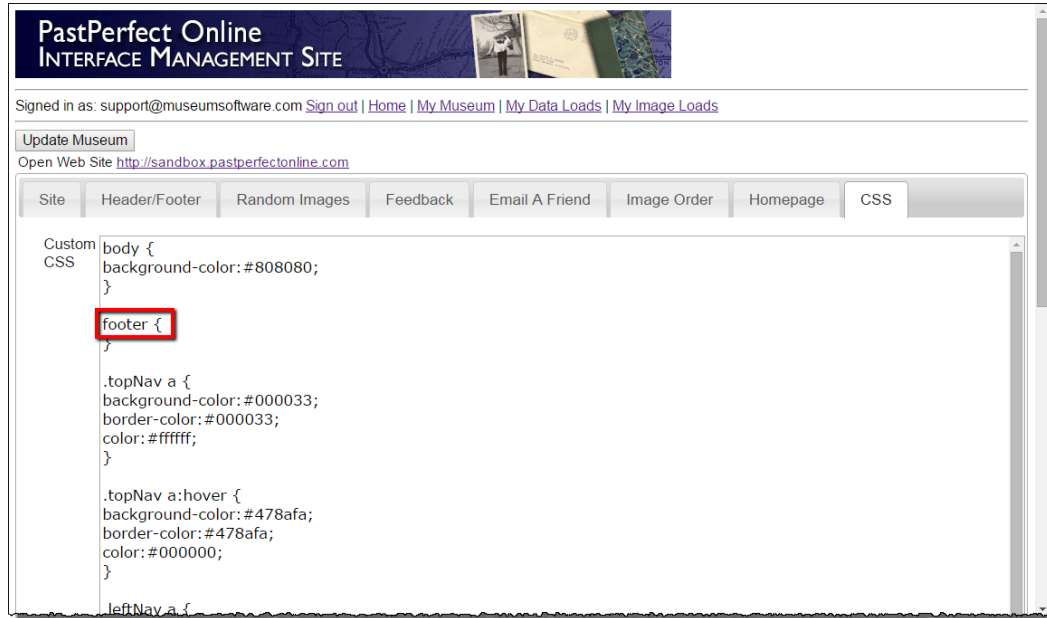 PastPerfect Online
INTERFACE MANAGEMENT SITE
Signed in as: support@museumsoftware.com Sign out | Home | My Museum | My Data Loads | My Image Loads
Update Museum
Open Web Site http://sandbox.pastperfectonline.com
Site Header/Footer Random Images Feedback Email A Friend Image Order Homepage CSS
Custom CSS
body {
background-color:#808080;
}
footer {
}
.topNav a {
background-color:#000033;
border-color:#000033;
color:#ffffff;
}
.topNav a:hover {
background-color:#478afa;
border-color:#478afa;
color:#000000;
}
.leftNav a {